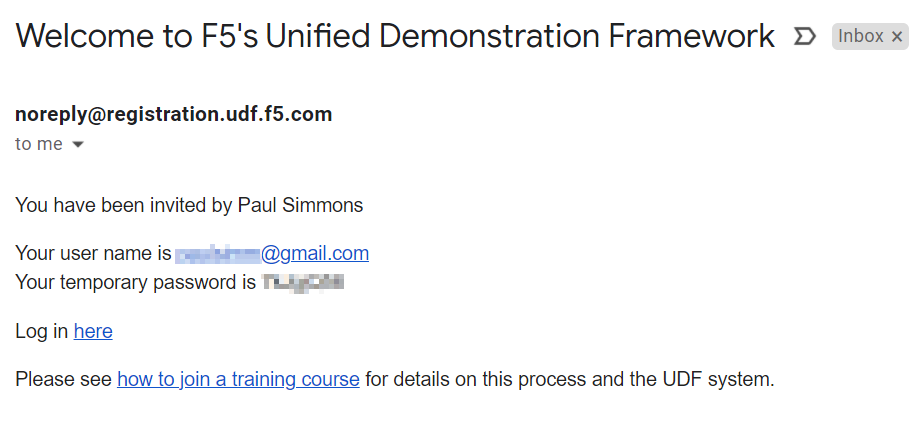 Welcome to F5's Unified Demonstration Framework Inbox ×
noreply@registration.udf.f5.com
to me
You have been invited by Paul Simmons
Your user name is @gmail.com
Your temporary password is
Log in here
Please see how to join a training course for details on this process and the UDF system.